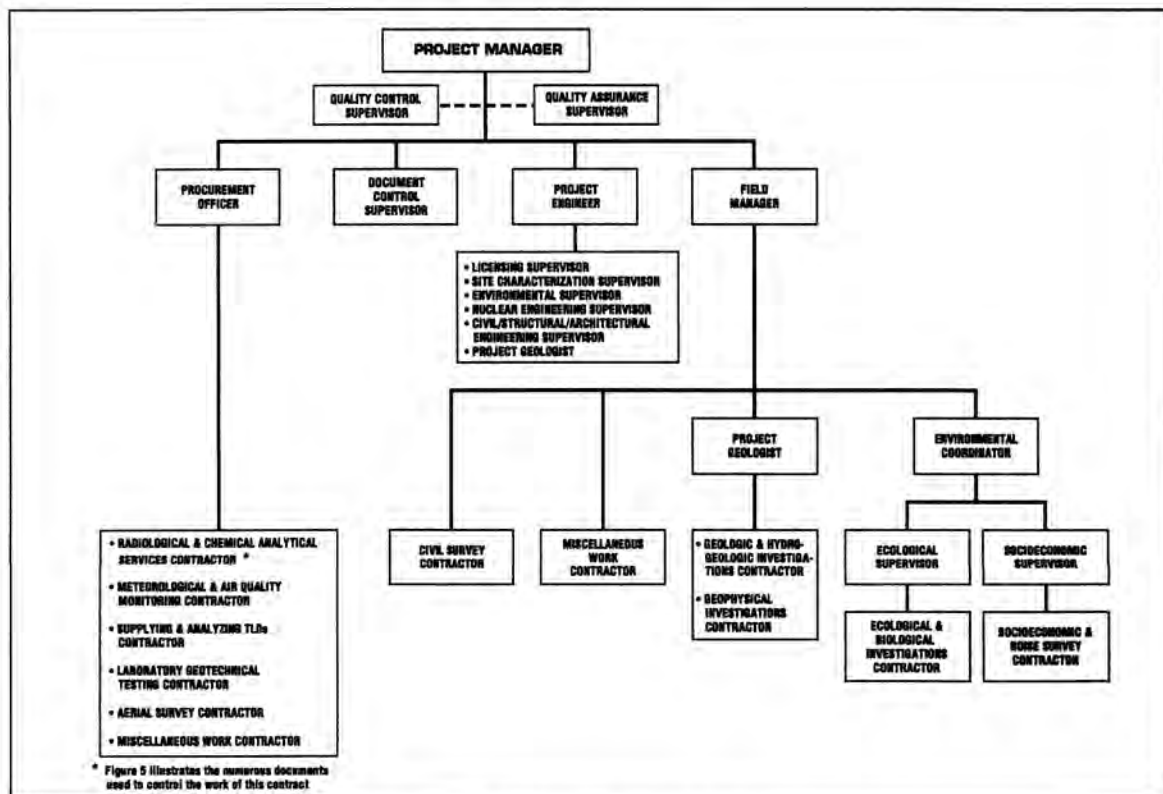 PROJECT MANAGER
QUALITY CONTROL
SUPERVISOR
QUALITY ASSURANCE
SUPERVISOR
PROCUREMENT
OFFICER
DOCUMENT
CONTROL
SUPERVISOR
PROJECT
ENGINEER
FIELD
MANAGER
• LICENSING SUPERVISOR
• SITE CHARACTERIZATION SUPERVISOR
• ENVIRONMENTAL SUPERVISOR
• NUCLEAR ENGINEERING SUPERVISOR
• CIVIL/STRUCTURAL/ARCHITECTURAL
ENGINEERING SUPERVISOR
• PROJECT GEOLOGIST
PROJECT
GEOLOGIST
ENVIRONMENTAL
COORDINATOR
• RADIOLOGICAL & CHEMICAL ANALYTICAL
SERVICES CONTRACTOR *
• METEOROLOGICAL & AIR QUALITY
MONITORING CONTRACTOR
• SUPPLYING & ANALYZING TLDs
CONTRACTOR
• LABORATORY GEOTECHNICAL
TESTING CONTRACTOR
• AERIAL SURVEY CONTRACTOR
• MISCELLANEOUS WORK CONTRACTOR
CIVIL SURVEY
CONTRACTOR
MISCELLANEOUS
WORK
CONTRACTOR
• GEOLOGIC & HYDRO-
GEOLOGIC INVESTIGA-
TIONS CONTRACTOR
• GEOPHYSICAL
INVESTIGATIONS
CONTRACTOR
ECOLOGICAL
SUPERVISOR
SOCIOECONOMIC
SUPERVISOR
ECOLOGICAL &
BIOLOGICAL
INVESTIGATIONS
CONTRACTOR
SOCIOECONOMIC &
NOISE SURVEY
CONTRACTOR
* Figure 5 illustrates the numerous documents
used to control the work of this contract